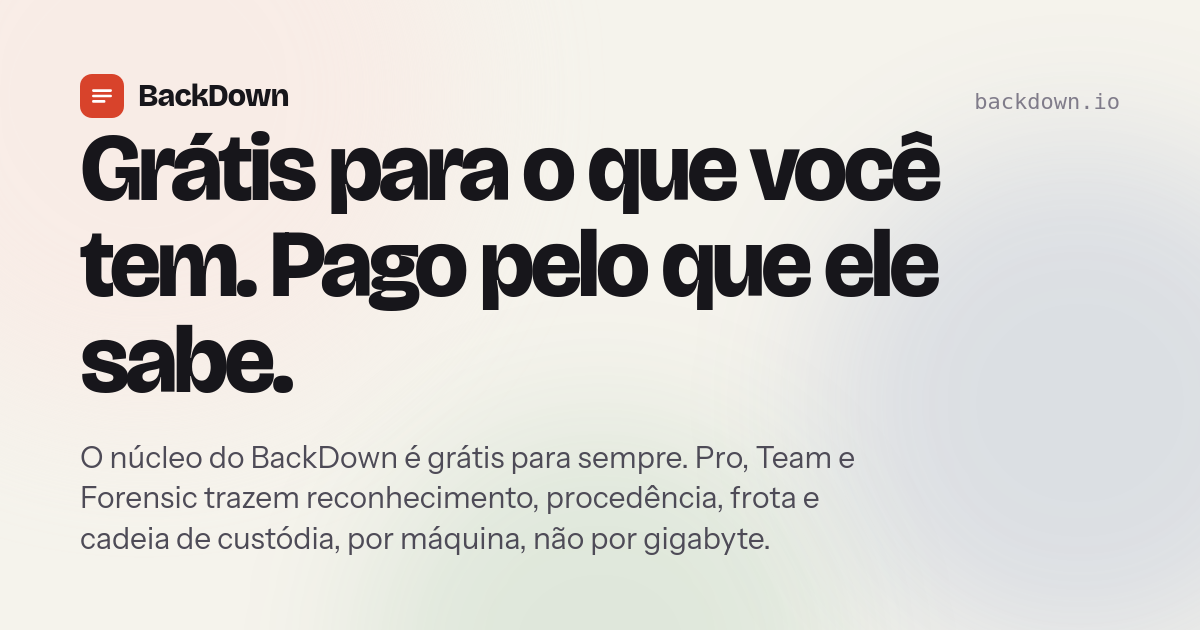 BackDown
backdown.io
Grátis para o que você
tem. Pago pelo que ele
sabe.
O núcleo do BackDown é grátis para sempre. Pro, Team e
Forensic trazem reconhecimento, procedência, frota e
cadeia de custódia, por máquina, não por gigabyte.